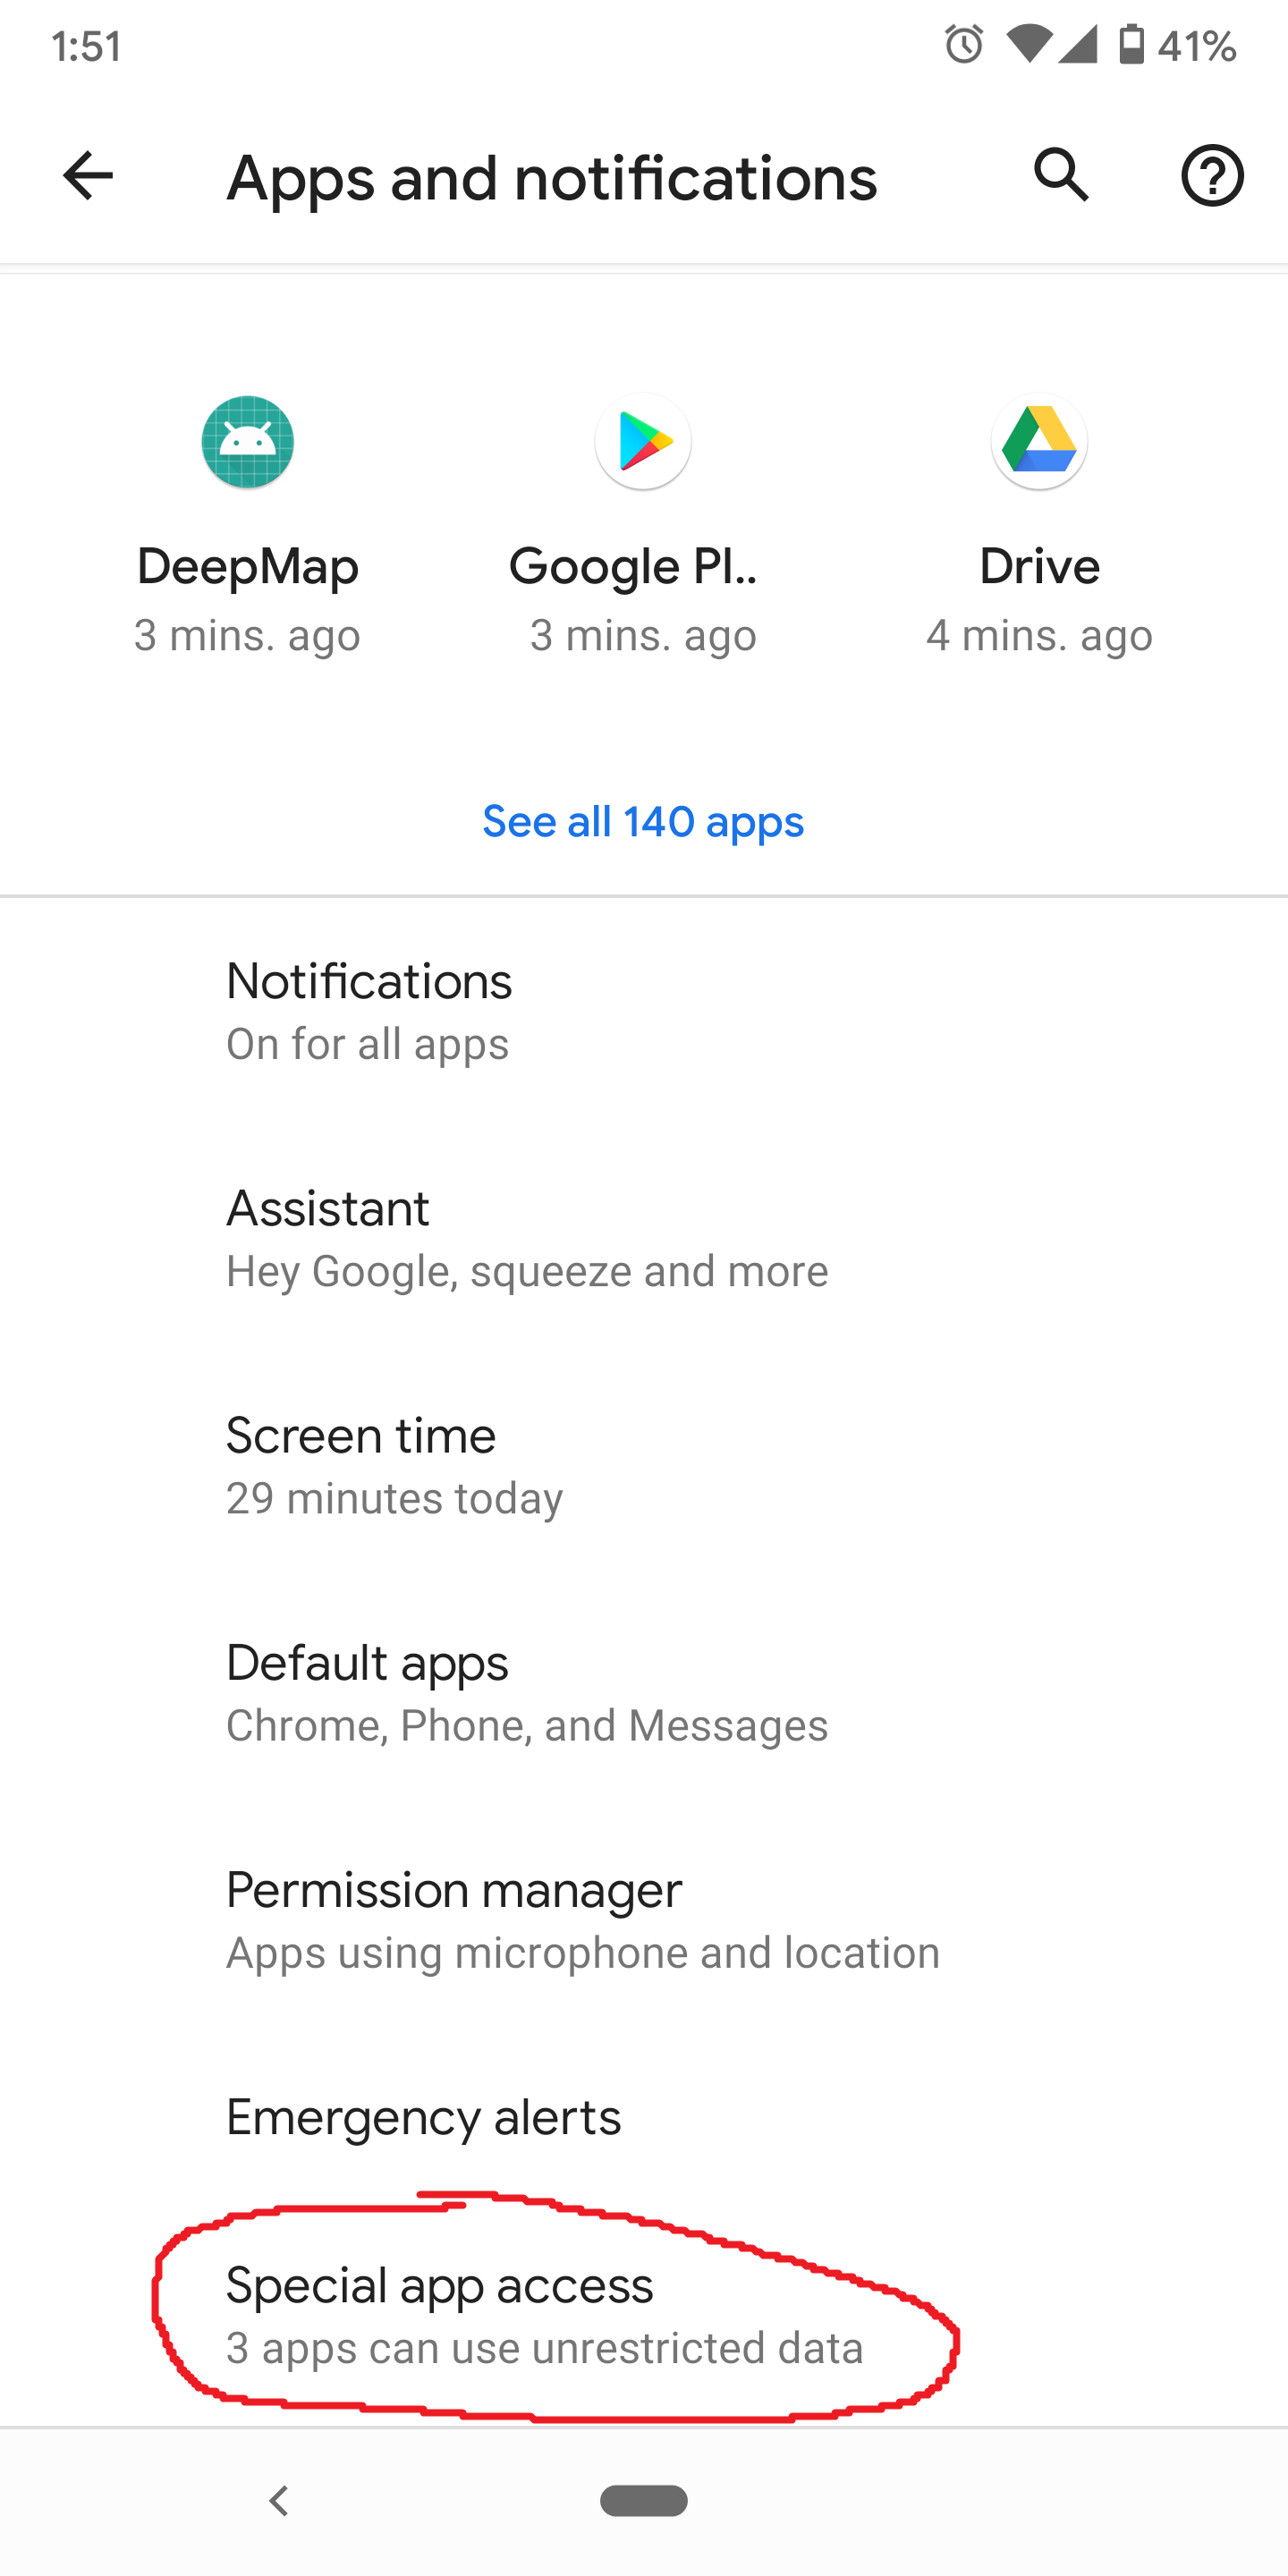 1:51
41%
Apps and notifications
DeepMap
Google Pl..
Drive
3 mins. ago
3 mins. ago
4 mins. ago
See all 140 apps
Notifications
On for all apps
Assistant
Hey Google, squeeze and more
Screen time
29 minutes today
Default apps
Chrome, Phone, and Messages
Permission manager
Apps using microphone and location
Emergency alerts
Special app access
3 apps can use unrestricted data